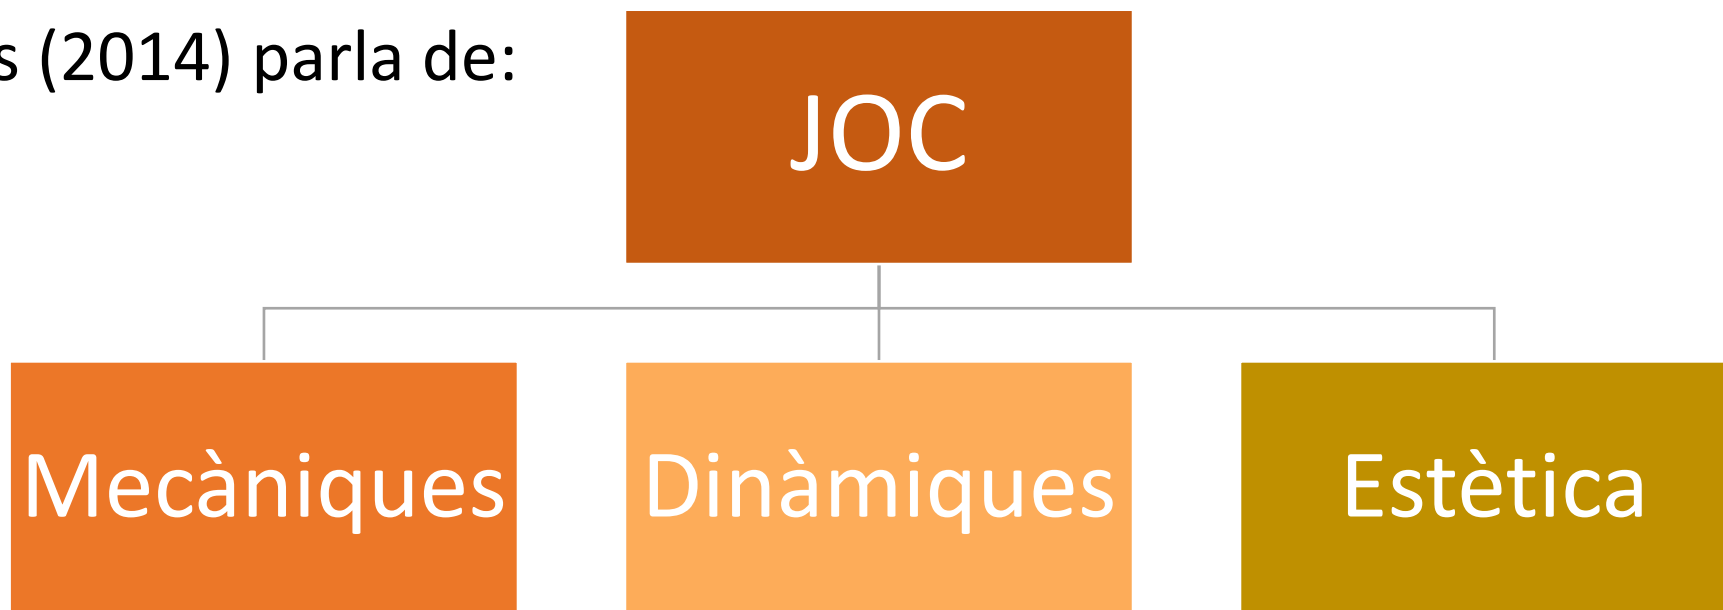 s (2014) parla de:
JOC
Mecàniques
Dinàmiques
Estètica